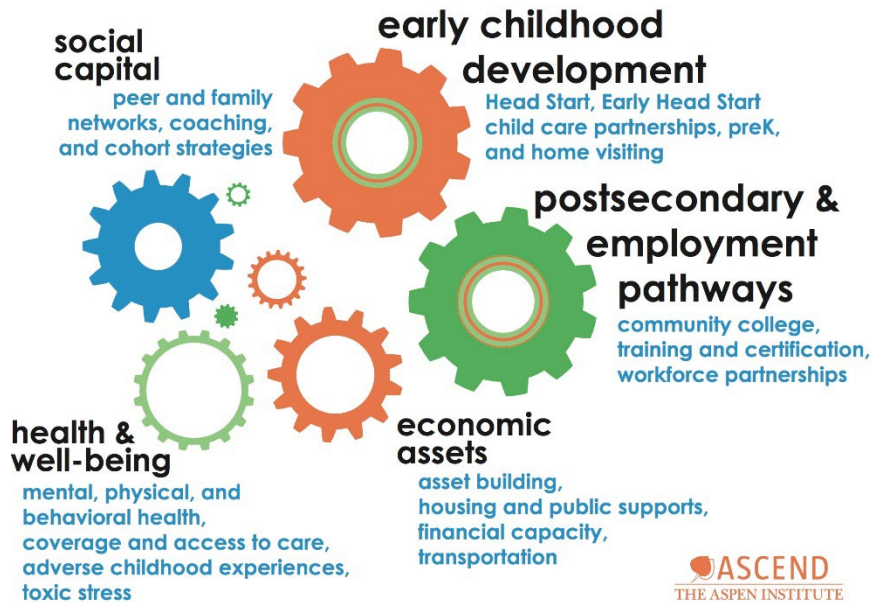 social
capital
peer and family
networks, coaching,
and cohort strategies
early childhood
development
Head Start, Early Head Start
child care partnerships, preK,
and home visiting
postsecondary &
employment
pathways
community college,
training and certification,
workforce partnerships
health &
well-being
mental, physical, and
behavioral health,
coverage and access to care,
adverse childhood experiences,
toxic stress
economic
assets
asset building,
housing and public supports,
financial capacity,
transportation
ASCEND
THE ASPEN INSTITUTE